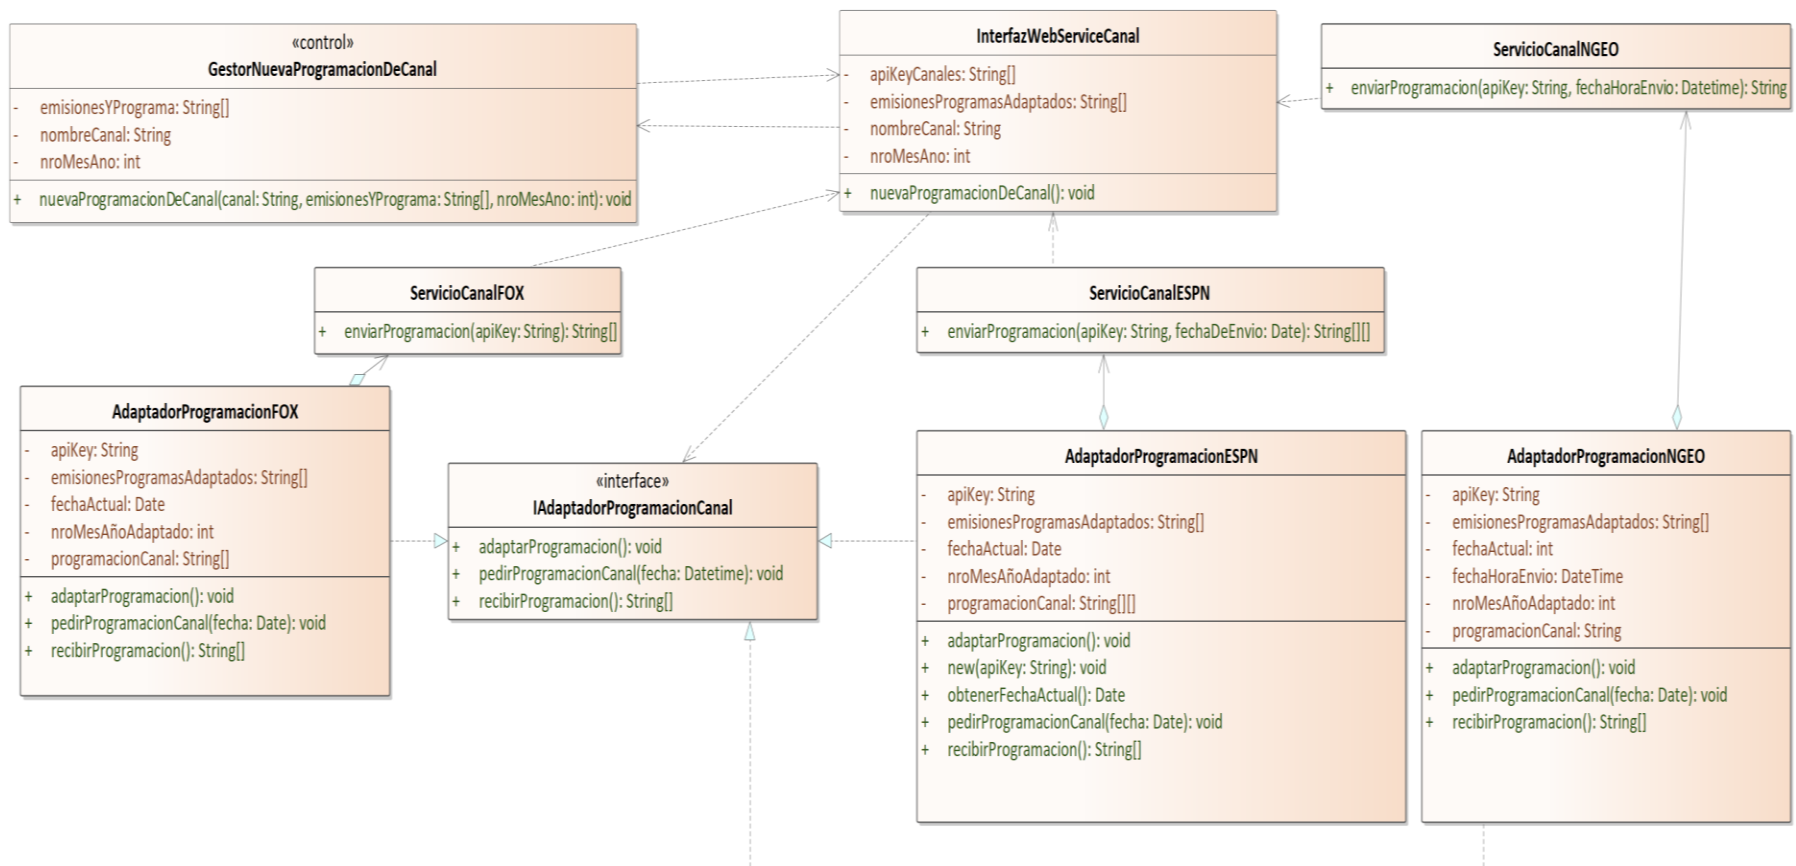 «control»
GestorNuevaProgramacionDeCanal
- emisionesYPrograma: String[]
- nombreCanal: String
- nroMesAno: int
+ nuevaProgramacionDeCanal(canal: String, emisionesYPrograma: String[], nroMesAno: int): void
InterfazWebServiceCanal
- apiKeyCanales: String[]
- emisionesProgramasAdaptados: String[]
- nombreCanal: String
- nroMesAno: int
+ nuevaProgramacionDeCanal(): void
ServicioCanalNGEO
+ enviarProgramacion(apiKey: String, fechaHoraEnvio: Datetime): String
ServicioCanalFOX
+ enviarProgramacion(apiKey: String): String[]
ServicioCanalESPN
+ enviarProgramacion(apiKey: String, fechaDeEnvio: Date): String[][]
AdaptadorProgramacionFOX
- apiKey: String
- emisionesProgramasAdaptados: String[]
- fechaActual: Date
- nroMesAñoAdaptado: int
- programacionCanal: String[]
+ adaptarProgramacion(): void
+ pedirProgramacionCanal(fecha: Date): void
+ recibirProgramacion(): String[]
«interface»
IAdaptadorProgramacionCanal
+ adaptarProgramacion(): void
+ pedirProgramacionCanal(fecha: Datetime): void
+ recibirProgramacion(): String[]
AdaptadorProgramacionESPN
- apiKey: String
- emisionesProgramasAdaptados: String[]
- fechaActual: Date
- nroMesAñoAdaptado: int
- programacionCanal: String[][]
+ adaptarProgramacion(): void
+ new(apiKey: String): void
+ obtenerFechaActual(): Date
+ pedirProgramacionCanal(fecha: Date): void
+ recibirProgramacion(): String[]
AdaptadorProgramacionNGEO
- apiKey: String
- emisionesProgramasAdaptados: String[]
- fechaActual: int
- fechaHoraEnvio: DateTime
- nroMesAñoAdaptado: int
- programacionCanal: String
+ adaptarProgramacion(): void
+ pedirProgramacionCanal(fecha: Date): void
+ recibirProgramacion(): String[]